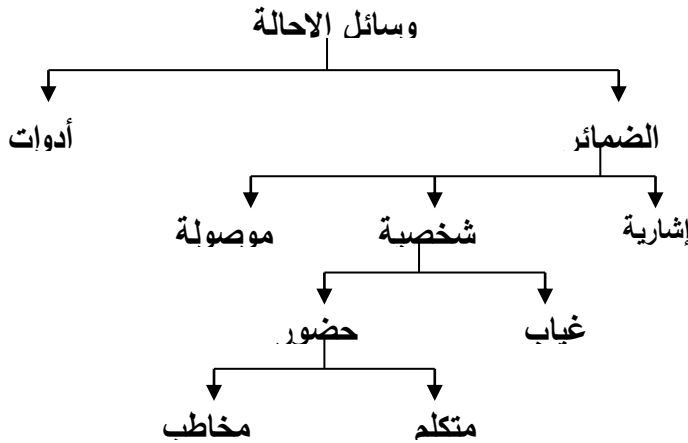 وسائل الاحالة
الضمائر أدوات
إشارية شخصية موصولة
غياب حضور
متكلم مخاطب